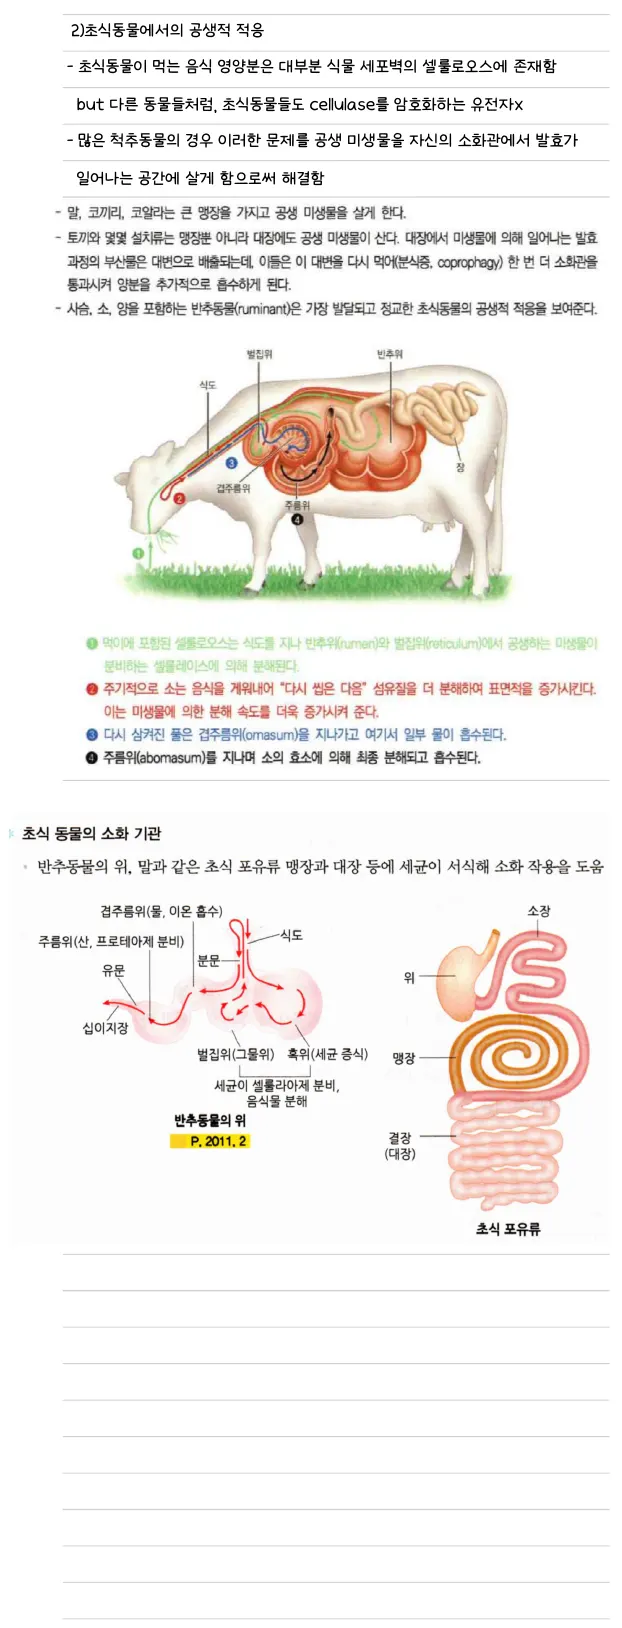 2)초식동물에서의 공생적 적응
- 초식동물이 먹는 음식 영양분은 대부분 식물 세포벽의 셀룰로오스에 존재함
but 다른 동물들처럼, 초식동물들도 cellulase를 암호화하는 유전자x
- 많은 척추동물의 경우 이러한 문제를 공생 미생물을 자신의 소화관에서 발효가
일어나는 공간에 살게 함으로써 해결함
- 말, 코끼리, 코알라는 큰 맹장을 가지고 공생 미생물을 살게 한다.
- 토끼와 몇몇 설치류는 맹장뿐 아니라 대장에도 공생 미생물이 산다. 대장에서 미생물에 의해 일어나는 발효
과정의 부산물은 대변으로 배출되는데, 이들은 이 대변을 다시 먹어(분식증, coprophagy) 한 번 더 소화관을
통과시켜 양분을 추가적으로 흡수하게 된다.
- 사슴, 소, 양을 포함하는 반추동물(ruminant)은 가장 발달되고 정교한 초식동물의 공생적 적응을 보여준다.
벌집위
반추위
식도
3
장
겹주름위
2
주름위
4
1
1 먹이에 포함된 셀룰로오스는 식도를 지나 반추위(rumen)와 벌집위(reticulum)에서 공생하는 미생물이
분비하는 셀룰레이스에 의해 분해된다.
2 주기적으로 소는 음식을 게워내어 "다시 씹은 다음" 섬유질을 더 분해하여 표면적을 증가시킨다.
이는 미생물에 의한 분해 속도를 더욱 증가시켜 준다.
3 다시 삼켜진 물은 겹주름위(omasum)을 지나가고 여기서 일부 물이 흡수된다.
4 주름위(abomasum)를 지나며 소의 효소에 의해 최종 분해되고 흡수된다.
초식 동물의 소화 기관
• 반추동물의 위, 말과 같은 초식 포유류 맹장과 대장 등에 세균이 서식해 소화 작용을 도움
겹주름위(물, 이온 흡수)
소장
식도
주름위(산, 프로테아제 분비)
분문
유문
위
십이지장
벌집위(그물위) 혹위(세균 증식)
맹장
세균이 셀룰라아제 분비,
음식물 분해
반추동물의 위
P. 2011. 2
결장
(대장)
초식 포유류